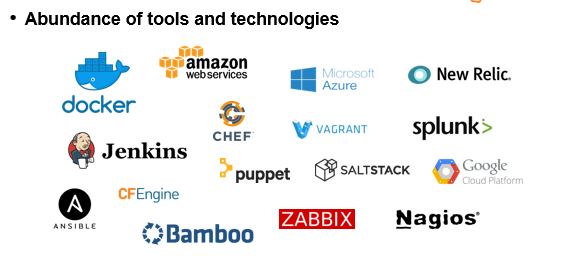 • Abundance of tools and technologies
docker
amazon
web services
Microsoft
Azure
New Relic.
CHEF
VAGRANT
splunk>
Jenkins
puppet
SALTSTACK
Google
Cloud Platform
A
ANSIBLE
CFEngine
Bamboo
ZABBIX
Nagios®